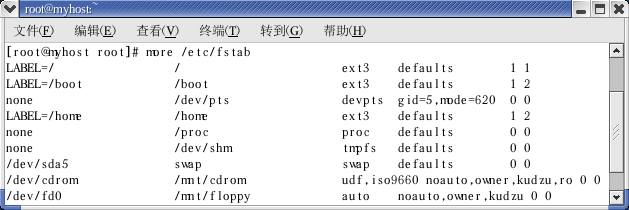 root@myhost:~
文件(F) 编辑(E) 查看(V) 终端(T) 转到(G) 帮助(H)
[root@myhost root]# more /etc/fstab
LABEL=/ / ext3 defaults 1 1
LABEL=/boot /boot ext3 defaults 1 2
none /dev/pts devpts gid=5,mode=620 0 0
LABEL=/home /home ext3 defaults 1 2
none /proc proc defaults 0 0
none /dev/shm tmpfs defaults 0 0
/dev/sda5 swap swap defaults 0 0
/dev/cdrom /mnt/cdrom udf,iso9660 noauto,owner,kudzu,ro 0 0
/dev/fd0 /mnt/floppy auto noauto,owner,kudzu 0 0